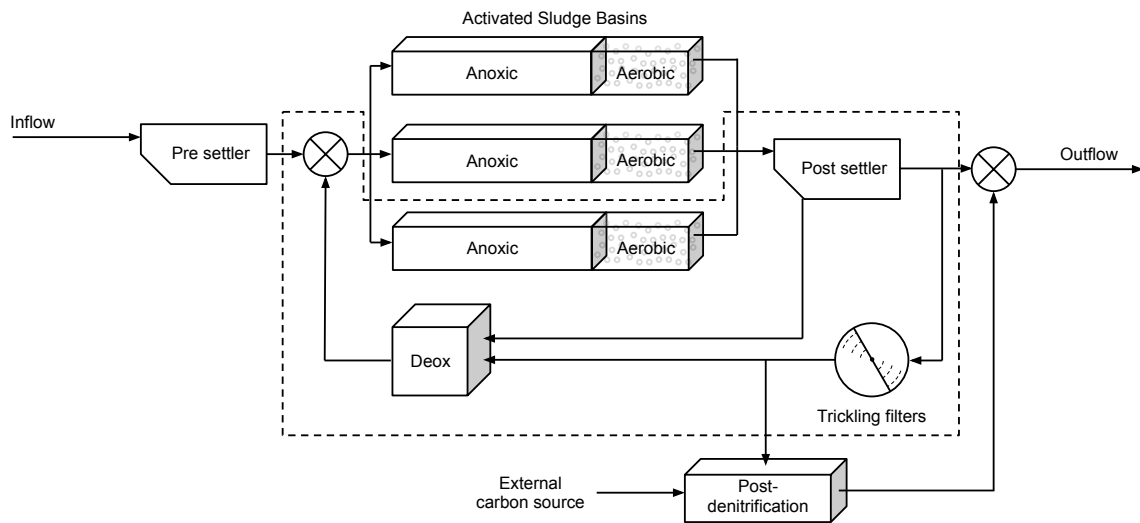 Activated Sludge Basins
Anoxic
Aerobic
Inflow
Pre settler
Anoxic
Aerobic
Post settler
Outflow
Anoxic
Aerobic
Deox
Trickling filters
External
carbon source
Post-
denitrification